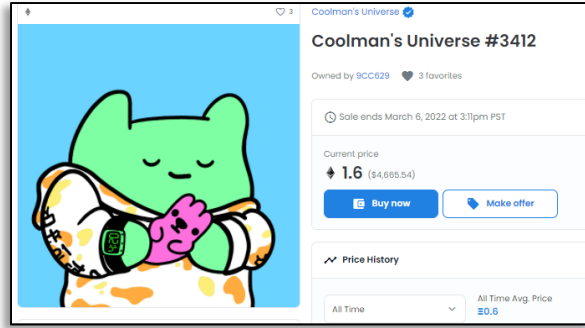 3
Coolman's Universe
Coolman's Universe #3412
Owned by 9CC629 3 favorites
Sale ends March 6, 2022 at 3:11pm PST
Current price
1.6 ($4,665.54)
Buy now Make offer
Price History
All Time
All Time Avg. Price
Ξ0.6